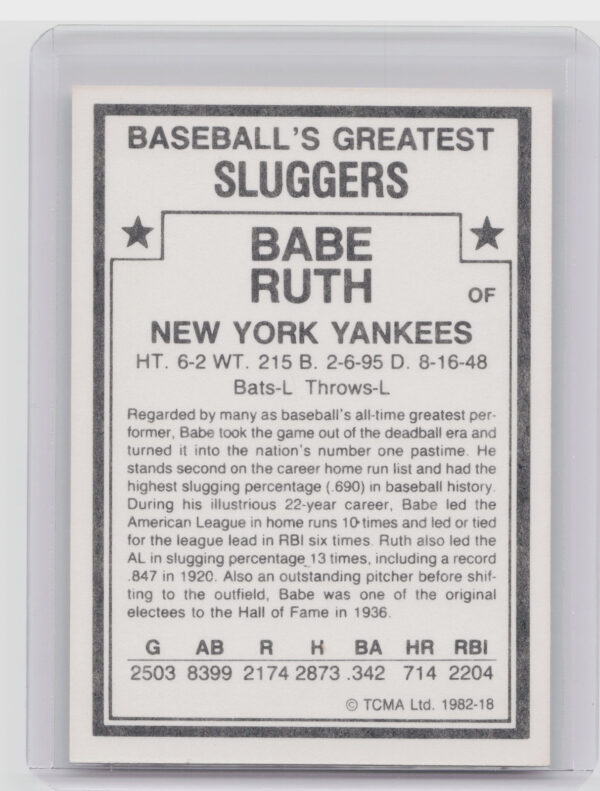 BASEBALL'S GREATEST
SLUGGERS
BABE
RUTH
OF
NEW YORK YANKEES
HT. 6-2 WT. 215 B. 2-6-95 D. 8-16-48
Bats-L Throws-L
Regarded by many as baseball's all-time greatest per-
former, Babe took the game out of the deadball era and
turned it into the nation's number one pastime. He
stands second on the career home run list and had the
highest slugging percentage (.690) in baseball history.
During his illustrious 22-year career, Babe led the
American League in home runs 10 times and led or tied
for the league lead in RBI six times. Ruth also led the
AL in slugging percentage 13 times, including a record
.847 in 1920. Also an outstanding pitcher before shif-
ting to the outfield, Babe was one of the original
electees to the Hall of Fame in 1936.
G AB R H BA HR RBI
2503 8399 2174 2873 .342 714 2204
© TCMA Ltd. 1982-18